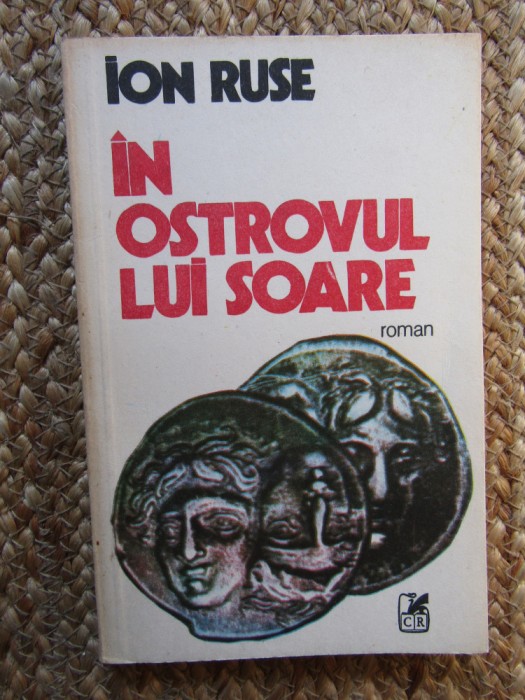 ION RUSE
ÎN
OSTROVUL
LUI SOARE
roman
CR